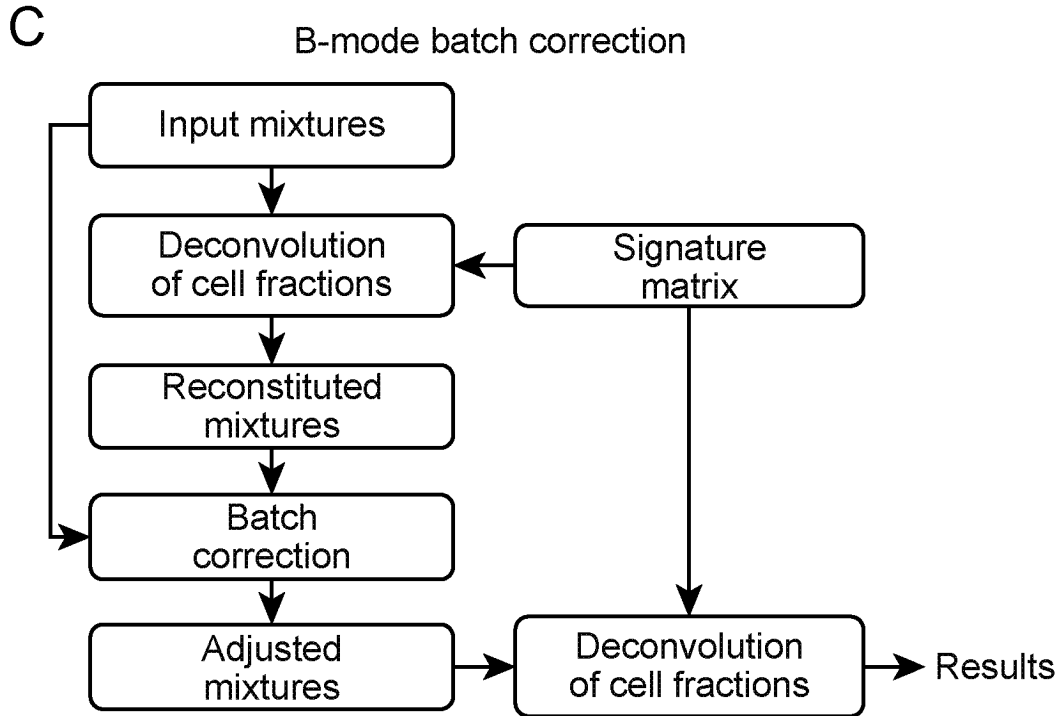 C
B-mode batch correction
Input mixtures
Deconvolution
of cell fractions
Signature
matrix
Reconstituted
mixtures
Batch
correction
Adjusted
mixtures
Deconvolution
of cell fractions
Results